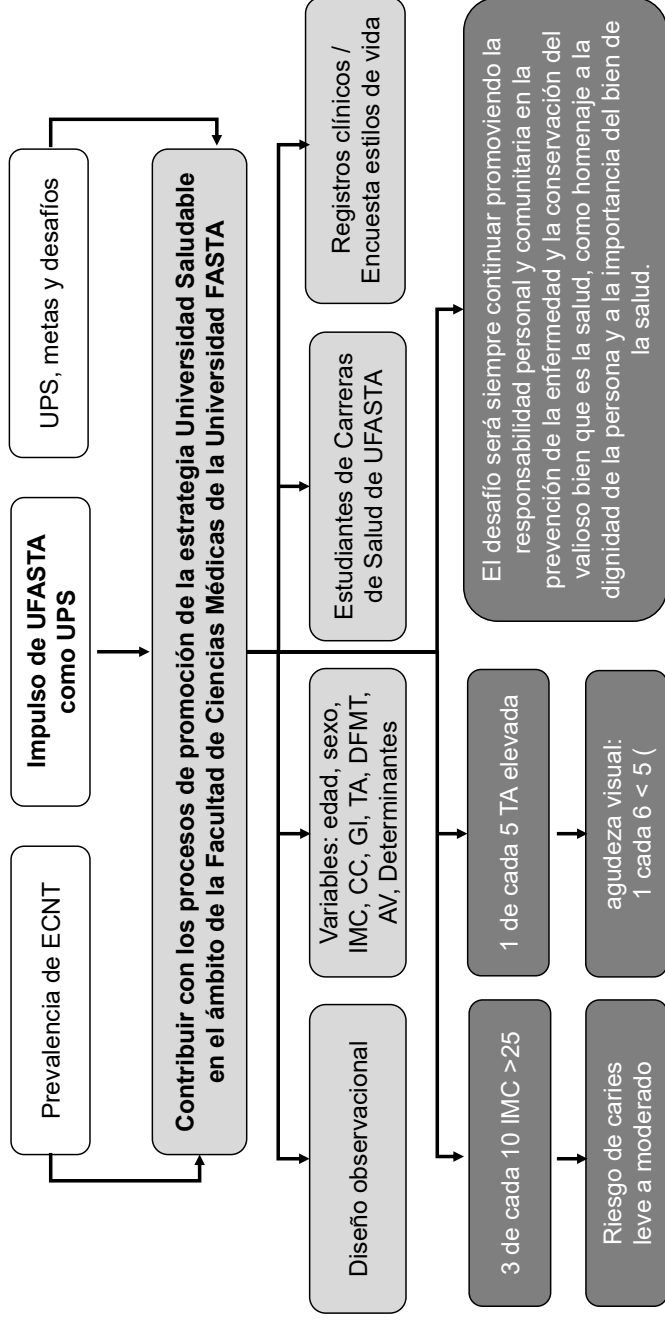 Prevalencia de ECNT
Impulso de UFASTA
como UPS
UPS, metas y desafíos
Contribuir con los procesos de promoción de la estrategia Universidad Saludable
en el ámbito de la Facultad de Ciencias Médicas de la Universidad FASTA
Diseño observacional
Variables: edad, sexo,
IMC, CC, GI, TA, DFMT,
AV, Determinantes
Estudiantes de Carreras
de Salud de UFASTA
Registros clínicos /
Encuesta estilos de vida
3 de cada 10 IMC >25
1 de cada 5 TA elevada
Riesgo de caries
leve a moderado
agudeza visual:
1 cada 6 < 5 (
El desafío será siempre continuar promoviendo la
responsabilidad personal y comunitaria en la
prevención de la enfermedad y la conservación del
valioso bien que es la salud, como homenaje a la
dignidad de la persona y a la importancia del bien de
la salud.